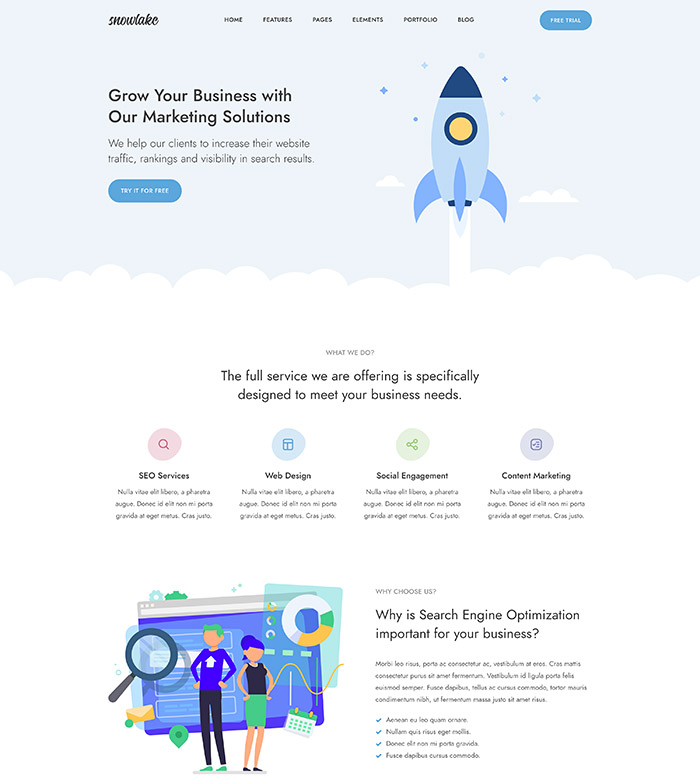 snowlake
HOME FEATURES PAGES ELEMENTS PORTFOLIO BLOG
FREE TRIAL
Grow Your Business with
Our Marketing Solutions
We help our clients to increase their website
traffic, rankings and visibility in search results.
TRY IT FOR FREE
WHAT WE DO?
The full service we are offering is specifically
designed to meet your business needs.
SEO Services
Nulla vitae elit libero, a pharetra
augue. Donec id elit non mi porta
gravida at eget metus. Cras justo.
Web Design
Nulla vitae elit libero, a pharetra
augue. Donec id elit non mi porta
gravida at eget metus. Cras justo.
Social Engagement
Nulla vitae elit libero, a pharetra
augue. Donec id elit non mi porta
gravida at eget metus. Cras justo.
Content Marketing
Nulla vitae elit libero, a pharetra
augue. Donec id elit non mi porta
gravida at eget metus. Cras justo.
WHY CHOOSE US?
Why is Search Engine Optimization
important for your business?
Morbi leo risus, porta ac consectetur ac, vestibulum at eros. Cras mattis
consectetur purus sit amet fermentum. Vestibulum id ligula porta felis
euismod semper. Fusce dapibus, tellus ac cursus commodo, tortor mauris
condimentum nibh, ut fermentum massa justo sit amet risus.
Aenean eu leo quam ornare.
Nullam quis risus eget mollis.
Donec elit non mi porta gravida.
Fusce dapibus cursus commodo.